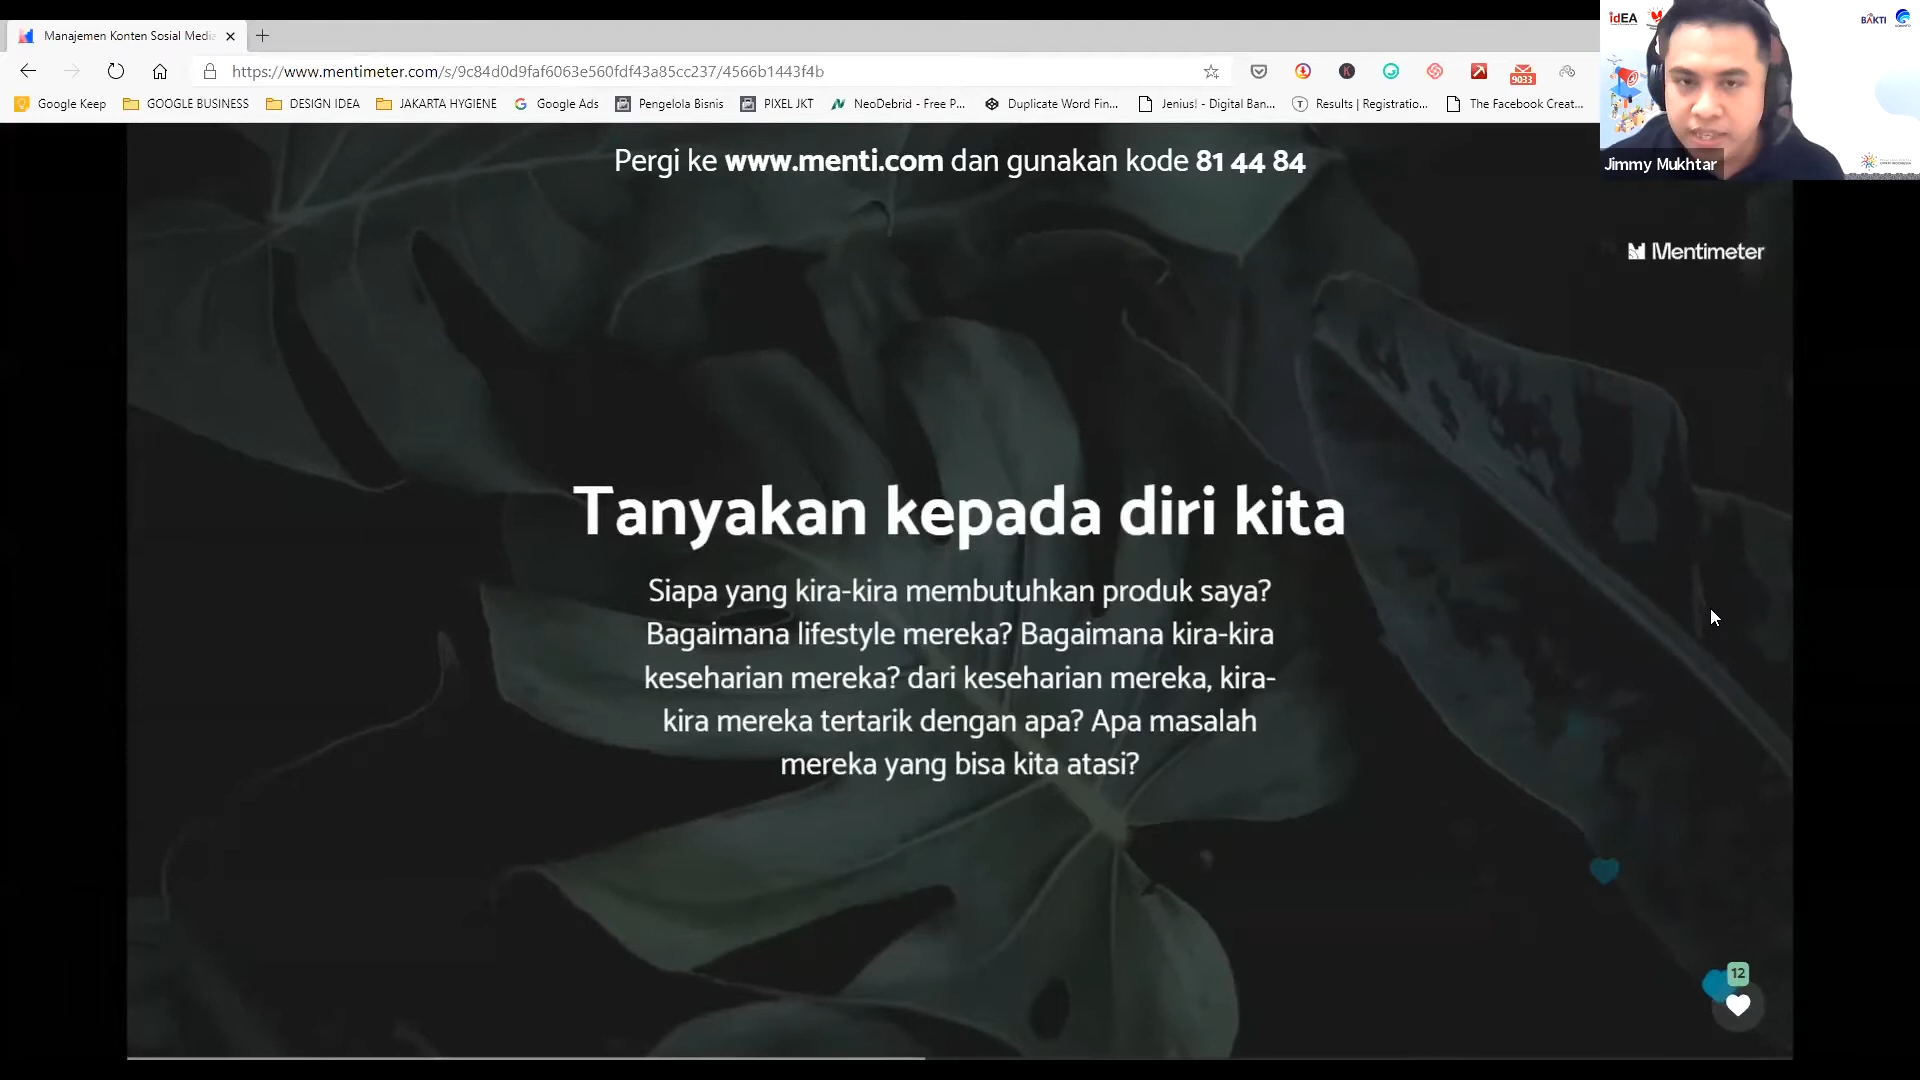 Manajemen Konten Sosial Media
https://www.mentimeter.com/s/9c84d0d9faf6063e560fdf43a85cc237/4566b1443f4b
9033
Google Keep
GOOGLE BUSINESS
DESIGN IDEA
JAKARTA HYGIENE
Google Ads
Pengelola Bisnis
PIXEL JKT
NeoDebrid - Free P...
Duplicate Word Fin...
Jenius! - Digital Ban...
Results | Registratio...
The Facebook Creat...
idEA
BAKTI
Jimmy Mukhtar
Pergi ke www.menti.com dan gunakan kode 81 44 84
Mentimeter
Tanyakan kepada diri kita
Siapa yang kira-kira membutuhkan produk saya?
Bagaimana lifestyle mereka? Bagaimana kira-kira
keseharian mereka? dari keseharian mereka, kira-
kira mereka tertarik dengan apa? Apa masalah
mereka yang bisa kita atasi?
12